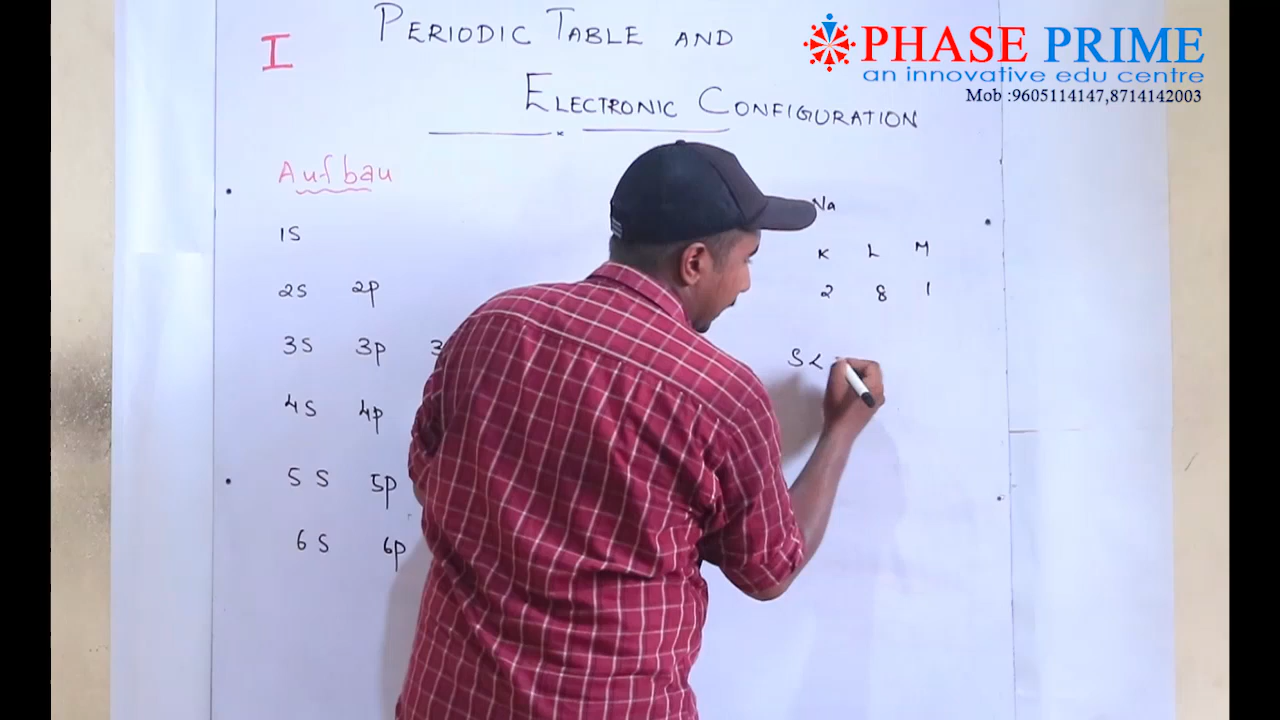 I
PERIODIC TABLE AND
ELECTRONIC CONFIGURATION
PHASE PRIME
an innovative edu centre
Mob :9605114147,8714142003
Aufbau
1S
2S 2p
3S 3p 3
4S 4p
5S 5p
6S 6p
Na
K L M
2 8 1
S <